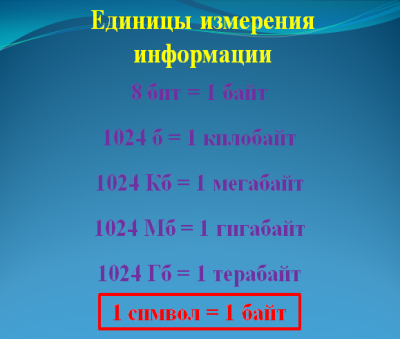 Единицы измерения
информации
8 бит = 1 байт
1024 б = 1 килобайт
1024 Кб = 1 мегабайт
1024 Мб = 1 гигабайт
1024 Гб = 1 терабайт
1 символ = 1 байт